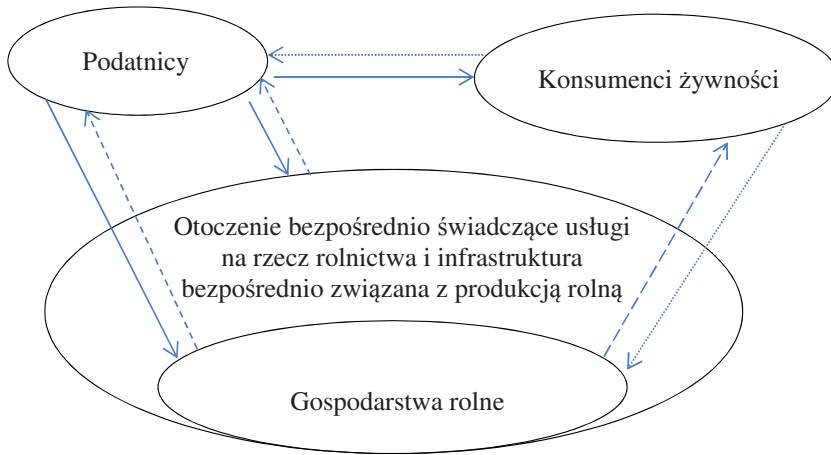 Podatnicy
Konsumenci żywności
Otoczenie bezpośrednio świadczące usługi
na rzecz rolnictwa i infrastruktura
bezpośrednio związana z produkcją rolną
Gospodarstwa rolne